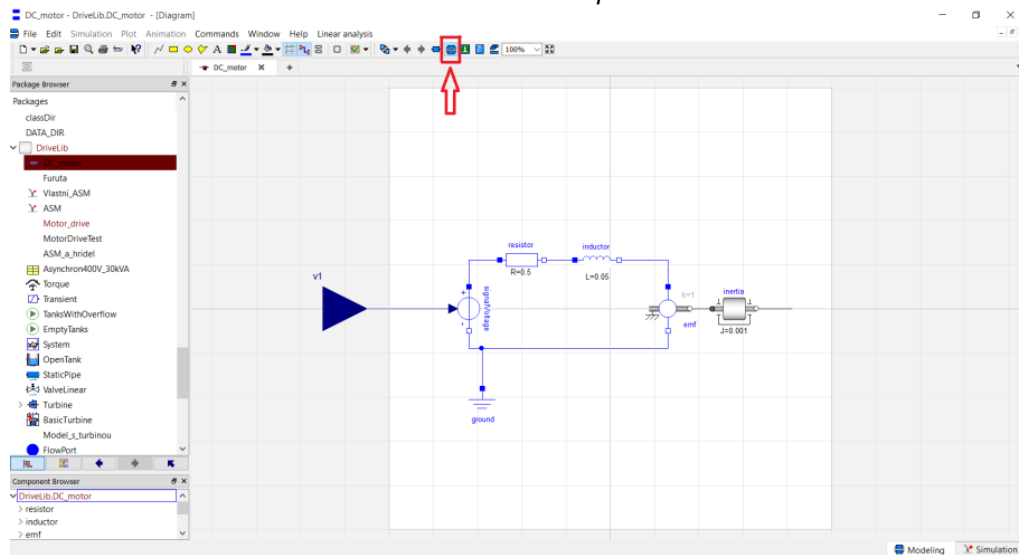 DC_motor - DriveLib.DC_motor - [Diagram]
File Edit Simulation Plot Animation Commands Window Help Linear analysis
A 100%
DC_motor
Package Browser
Packages
classDir
DATA_DIR
DriveLib
DC_motor
Furuta
Vlastni_ASM
ASM
Motor_drive
MotorDriveTest
ASM_a_hridel
Asynchron400V_30kVA
Torque
Transient
TanksWithOverflow
EmptyTanks
System
OpenTank
StaticPipe
ValveLinear
Turbine
BasicTurbine
Model_s_turbinou
FlowPort
Component Browser
DriveLib.DC_motor
resistor
inductor
emf
v1
resistor
R=0.5
inductor
L=0.05
+
signalVoltage
-
k=1
emf
inertia
J=0.001
ground
Modeling Simulation